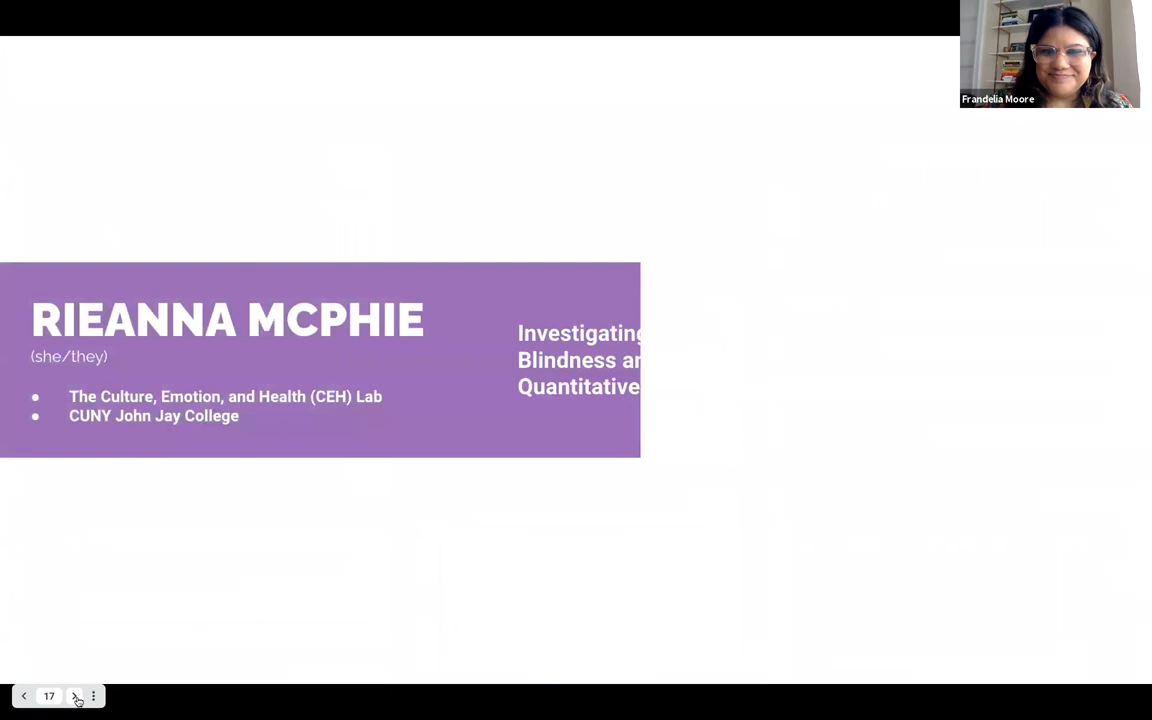 Frandelia Moore
RIEANNA MCPHIE
(she/they)
● The Culture, Emotion, and Health (CEH) Lab
● CUNY John Jay College
Investigating
Blindness
Quantitative
17